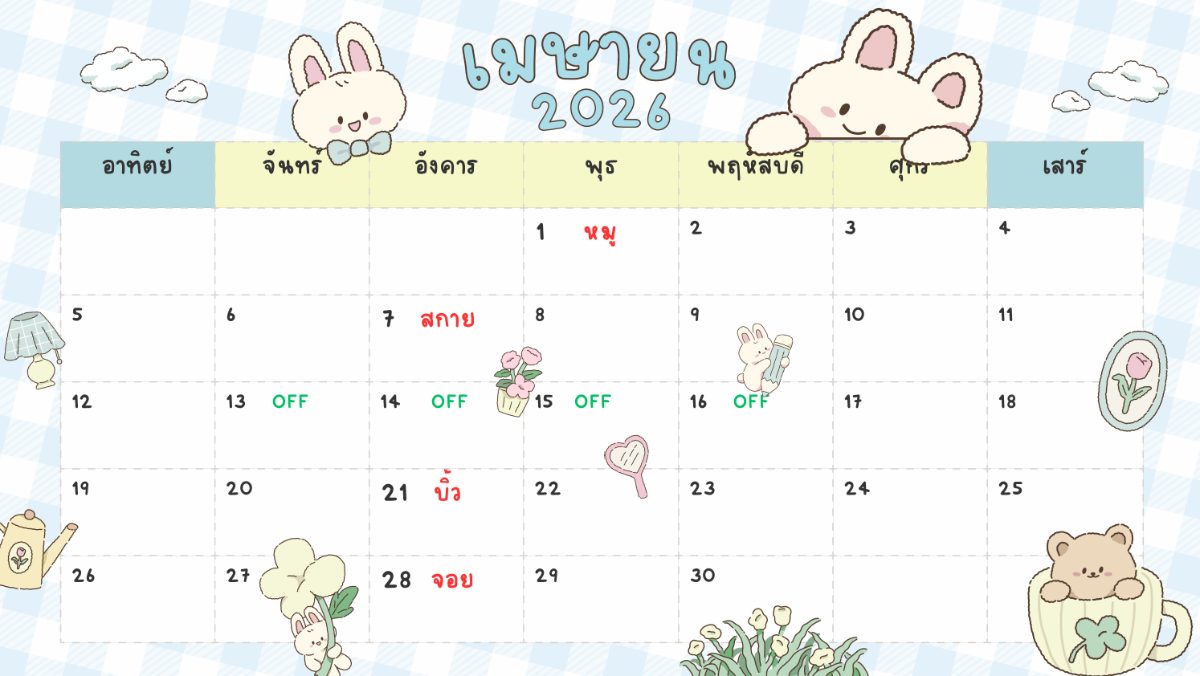 เมษายน
2026
อาทิตย์ จันทร์ อังคาร พุธ พฤหัสบดี ศุกร์ เสาร์
1 หมู 2 3 4
5 6 7 สกาย 8 9 10 11
12 13 OFF 14 OFF 15 OFF 16 OFF 17 18
19 20 21 บิ้ว 22 23 24 25
26 27 28 จอย 29 30